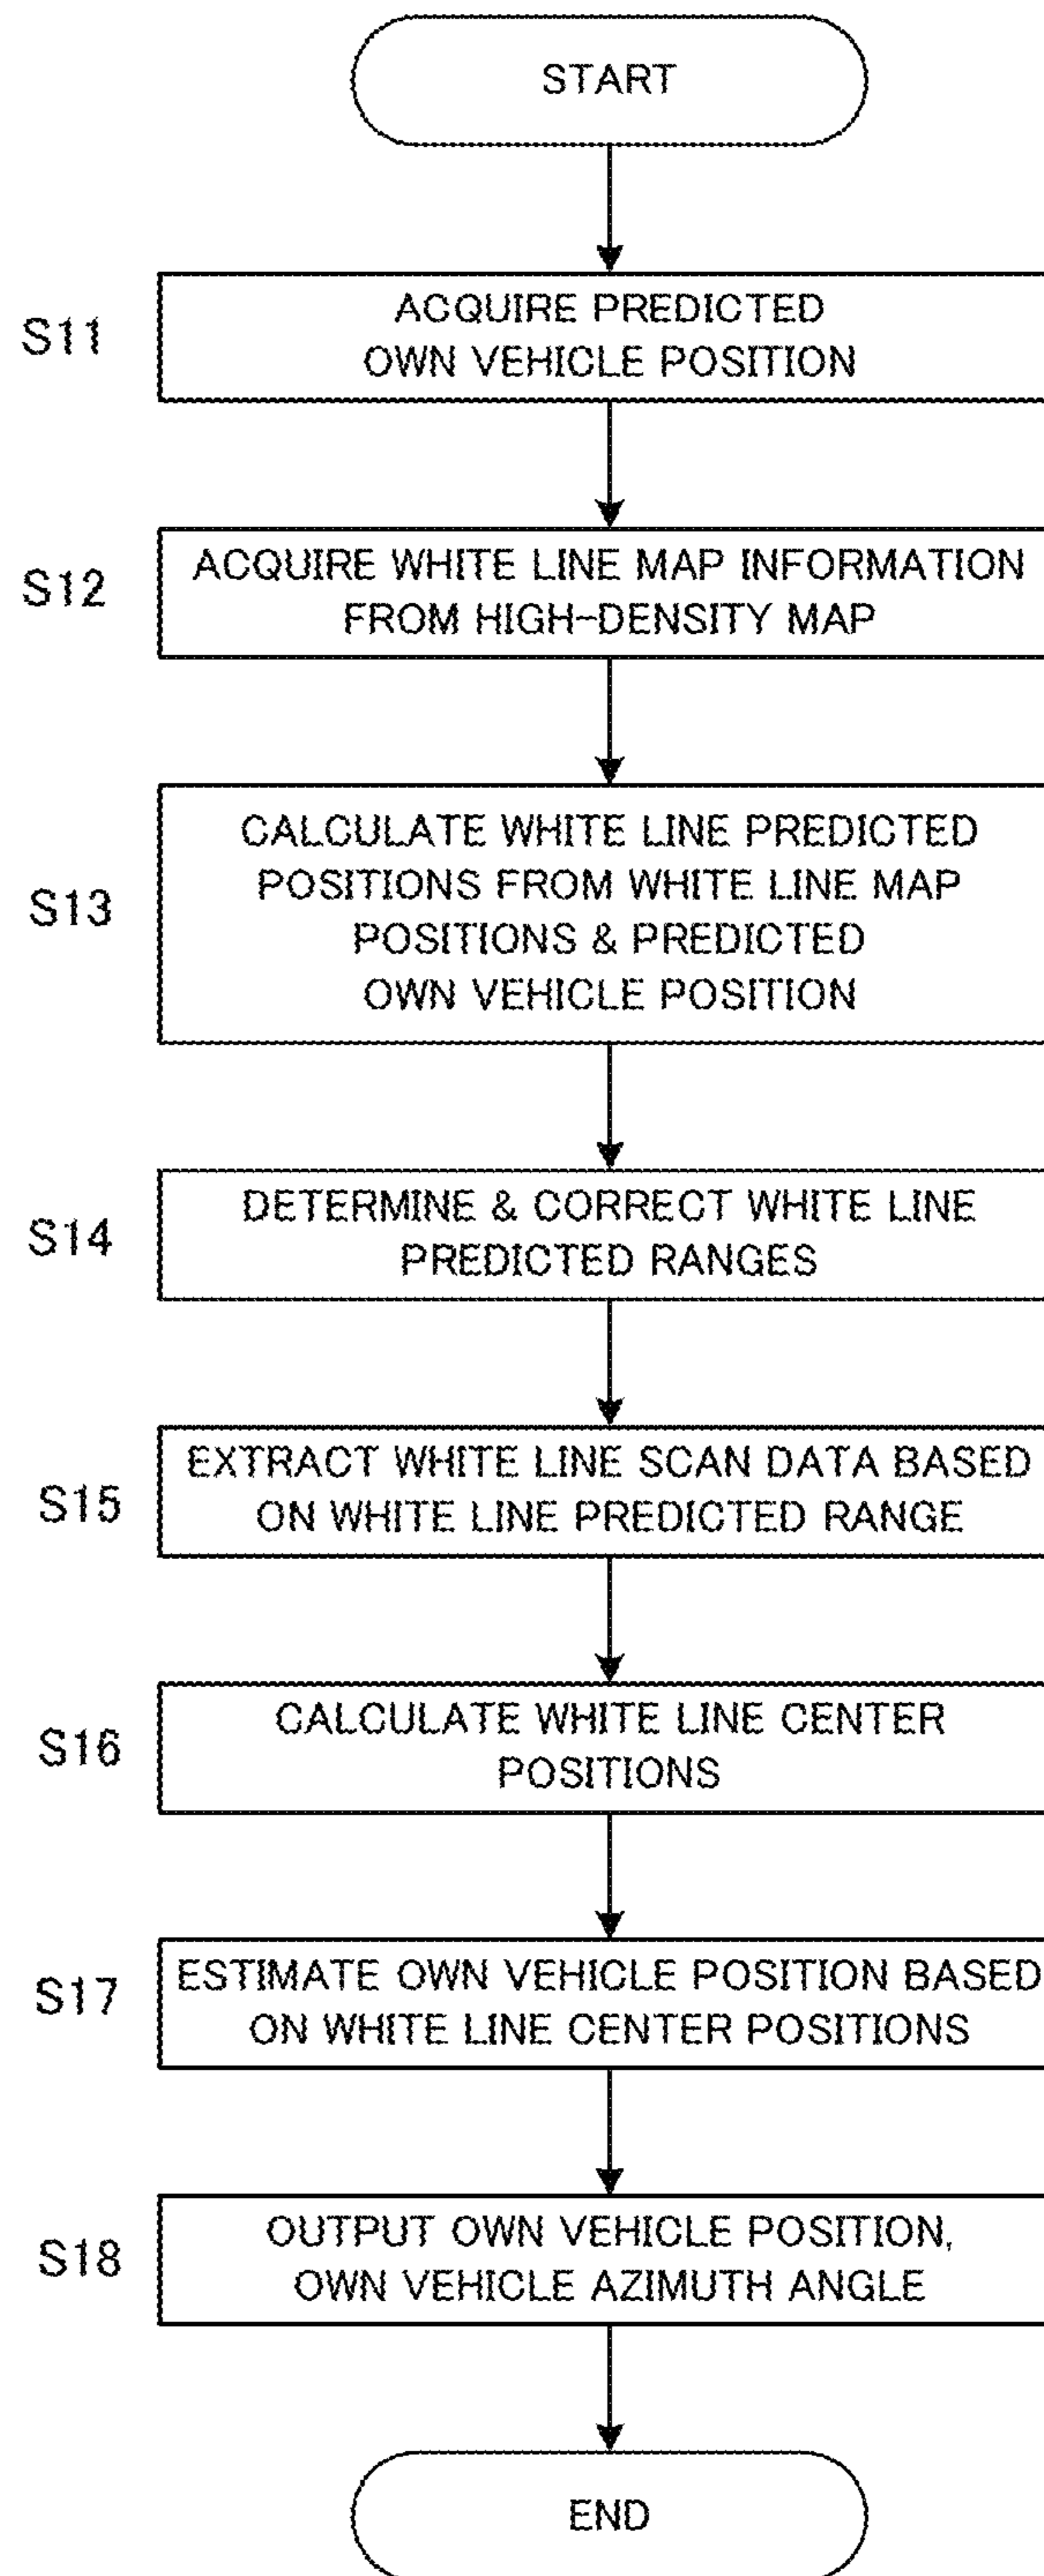 START
S11
ACQUIRE PREDICTED
OWN VEHICLE POSITION
S12
ACQUIRE WHITE LINE MAP INFORMATION
FROM HIGH-DENSITY MAP
S13
CALCULATE WHITE LINE PREDICTED
POSITIONS FROM WHITE LINE MAP
POSITIONS & PREDICTED
OWN VEHICLE POSITION
S14
DETERMINE & CORRECT WHITE LINE
PREDICTED RANGES
S15
EXTRACT WHITE LINE SCAN DATA BASED
ON WHITE LINE PREDICTED RANGE
S16
CALCULATE WHITE LINE CENTER
POSITIONS
S17
ESTIMATE OWN VEHICLE POSITION BASED
ON WHITE LINE CENTER POSITIONS
S18
OUTPUT OWN VEHICLE POSITION,
OWN VEHICLE AZIMUTH ANGLE
END